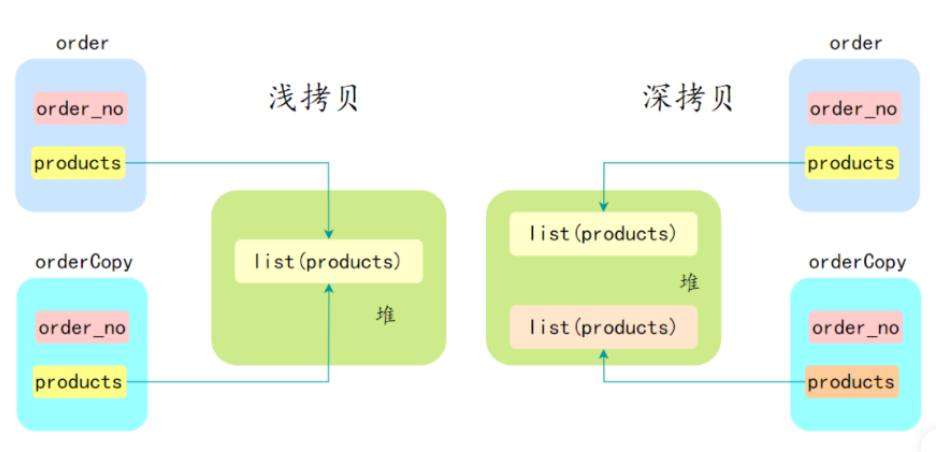 order
order_no
products
浅拷贝
list(products)
堆
orderCopy
order_no
products
深拷贝
order
order_no
products
list(products)
堆
list(products)
orderCopy
order_no
products